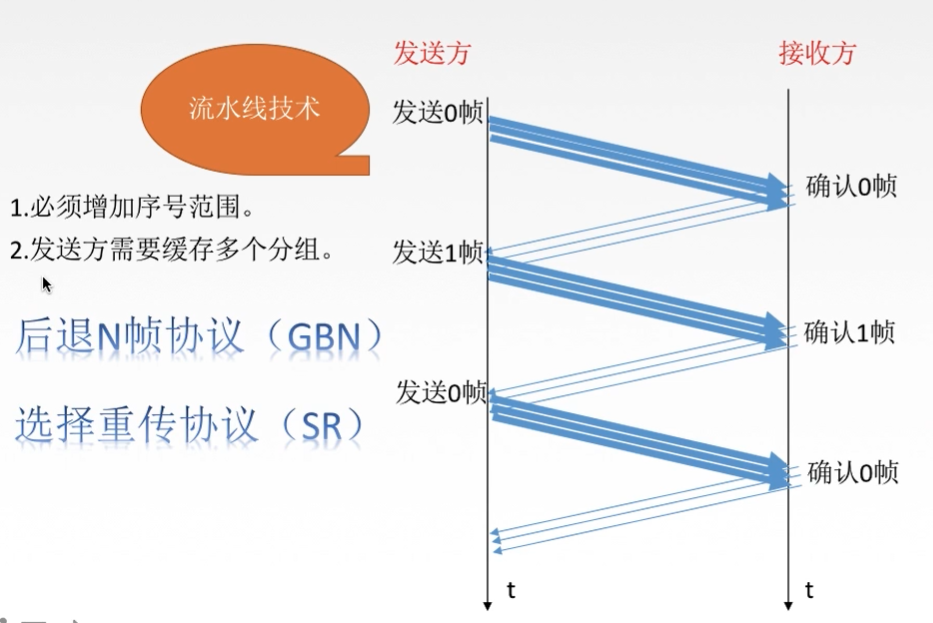 发送方
接收方
流水线技术
发送0帧
确认0帧
1.必须增加序号范围。
2.发送方需要缓存多个分组。
发送1帧
后退N帧协议（GBN）
确认1帧
发送0帧
选择重传协议（SR）
确认0帧
t
t